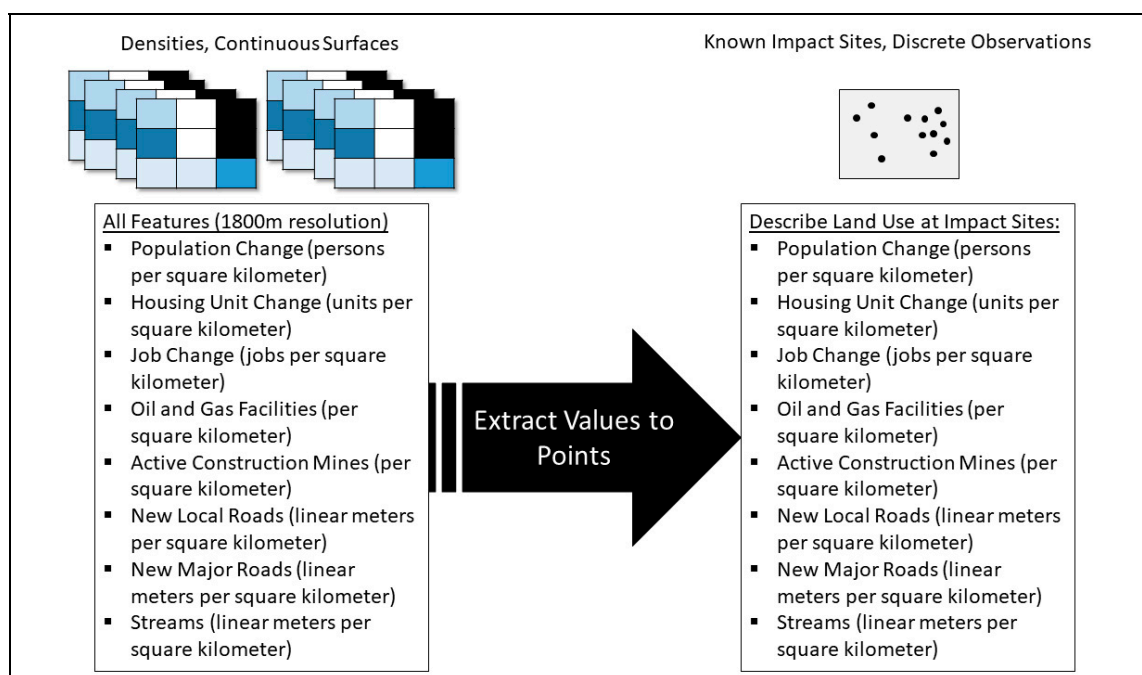 Densities, Continuous Surfaces
All Features (1800m resolution)
▪ Population Change (persons
per square kilometer)
▪ Housing Unit Change (units per
square kilometer)
▪ Job Change (jobs per square
kilometer)
▪ Oil and Gas Facilities (per
square kilometer)
▪ Active Construction Mines (per
square kilometer)
▪ New Local Roads (linear meters
per square kilometer)
▪ New Major Roads (linear
meters per square kilometer)
▪ Streams (linear meters per
square kilometer)
Extract Values to
Points
Known Impact Sites, Discrete Observations
Describe Land Use at Impact Sites:
▪ Population Change (persons
per square kilometer)
▪ Housing Unit Change (units per
square kilometer)
▪ Job Change (jobs per square
kilometer)
▪ Oil and Gas Facilities (per
square kilometer)
▪ Active Construction Mines (per
square kilometer)
▪ New Local Roads (linear meters
per square kilometer)
▪ New Major Roads (linear
meters per square kilometer)
▪ Streams (linear meters per
square kilometer)